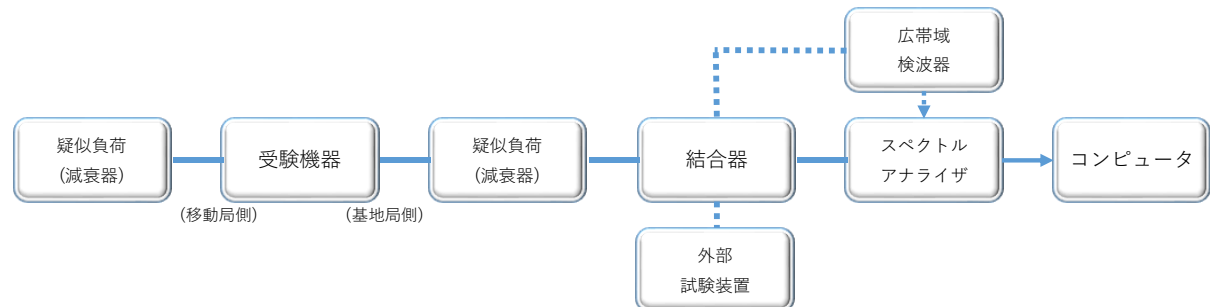 広帯域
検波器
疑似負荷
(減衰器)
受験機器
疑似負荷
(減衰器)
結合器
スペクトル
アナライザ
コンピュータ
(移動局側)
(基地局側)
外部
試験装置